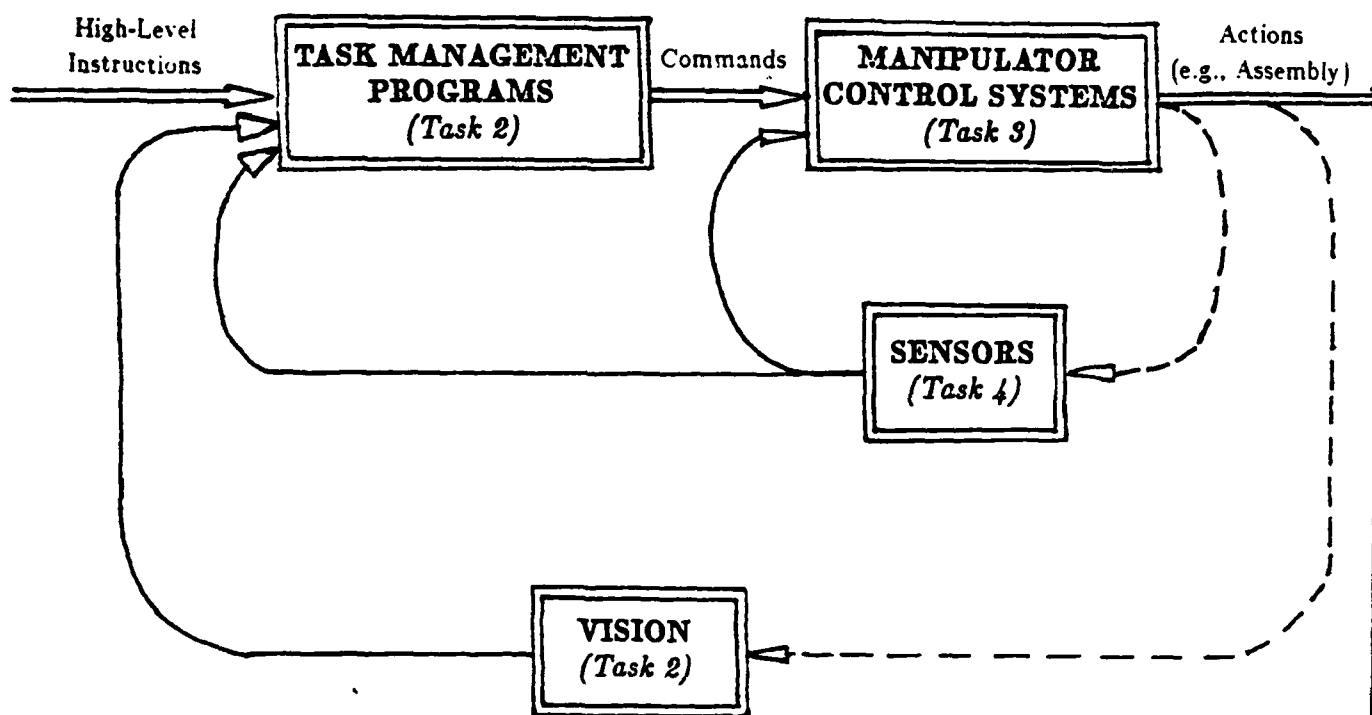 High-Level
Instructions
TASK MANAGEMENT
PROGRAMS
(Task 2)
Commands
MANIPULATOR
CONTROL SYSTEMS
(Task 3)
Actions
(e.g., Assembly)
SENSORS
(Task 4)
VISION
(Task 2)